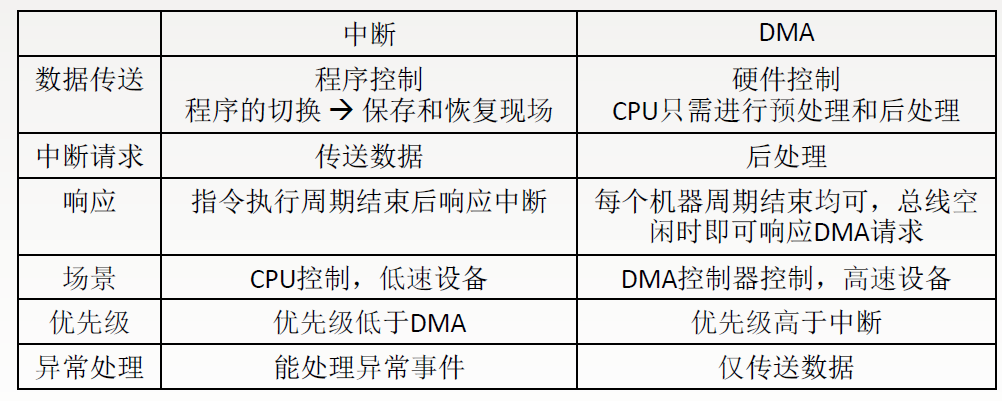 中断
DMA
数据传送
程序控制
程序的切换 → 保存和恢复现场
硬件控制
CPU只需进行预处理和后处理
中断请求
传送数据
后处理
响应
指令执行周期结束后响应中断
每个机器周期结束均可，总线空
闲时即可响应DMA请求
场景
CPU控制，低速设备
DMA控制器控制，高速设备
优先级
优先级低于DMA
优先级高于中断
异常处理
能处理异常事件
仅传送数据